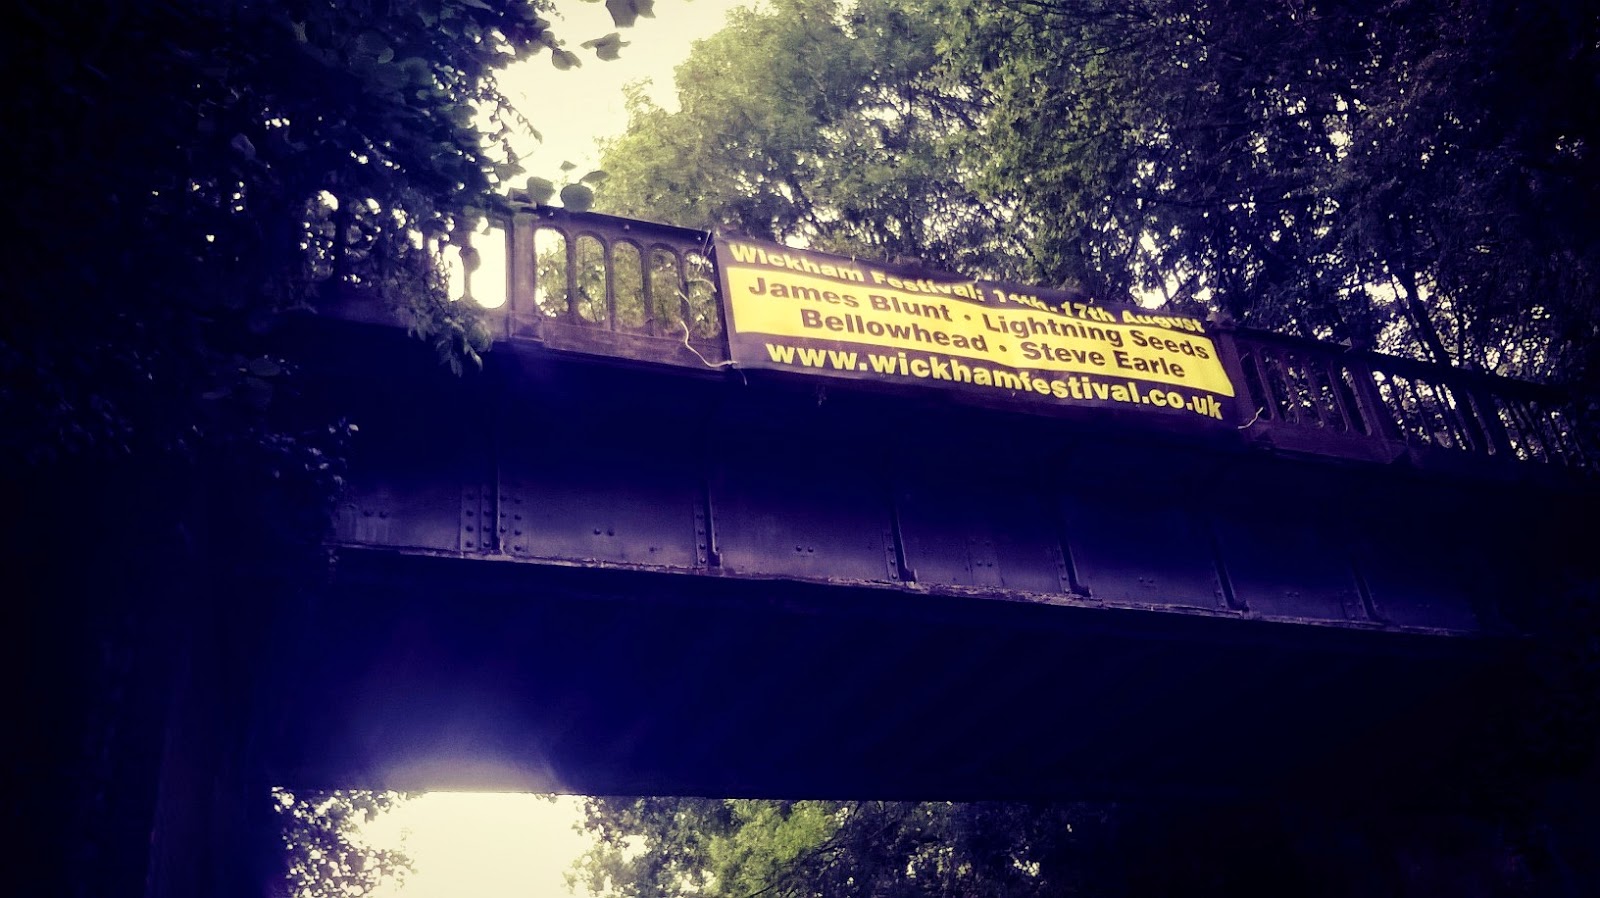 Wickham Festival: 14th-17th August
James Blunt • Lightning Seeds
Bellowhead • Steve Earle
www.wickhamfestival.co.uk